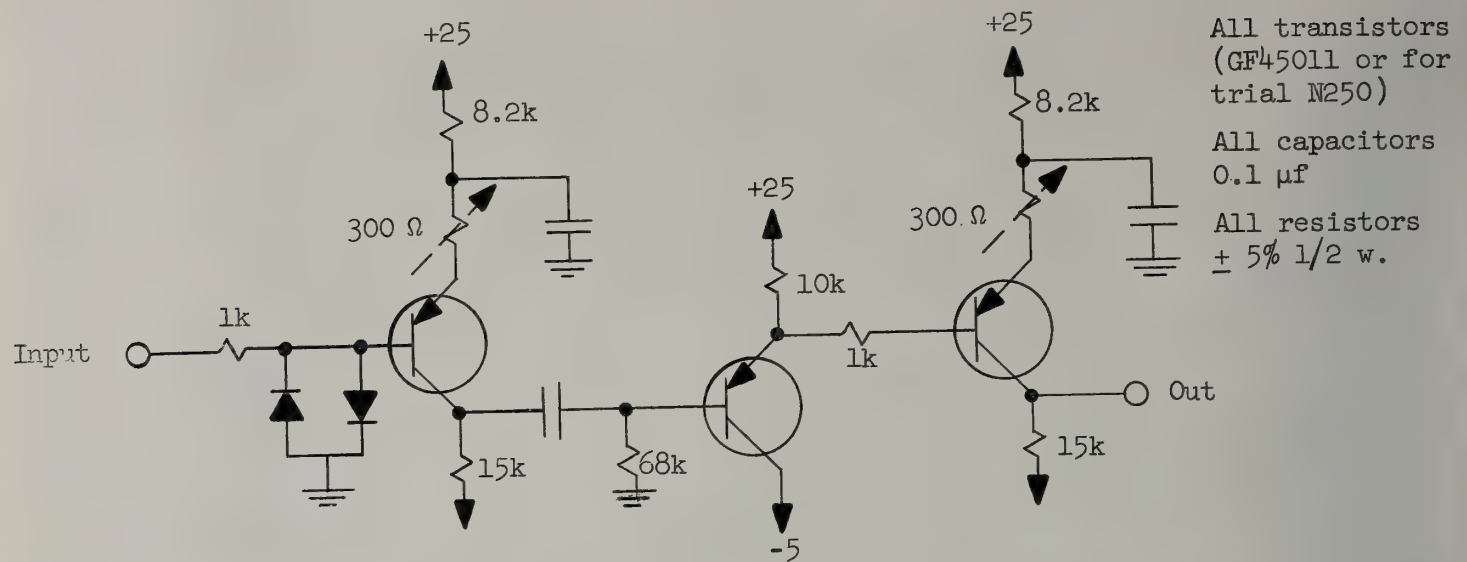 +25
8.2k
300 Ω
1k
Input
15k
68k
+25
10k
1k
-5
+25
8.2k
300 Ω
Out
15k
All transistors
(GF45011 or for
trial N250)
All capacitors
0.1 μf
All resistors
± 5% 1/2 w.